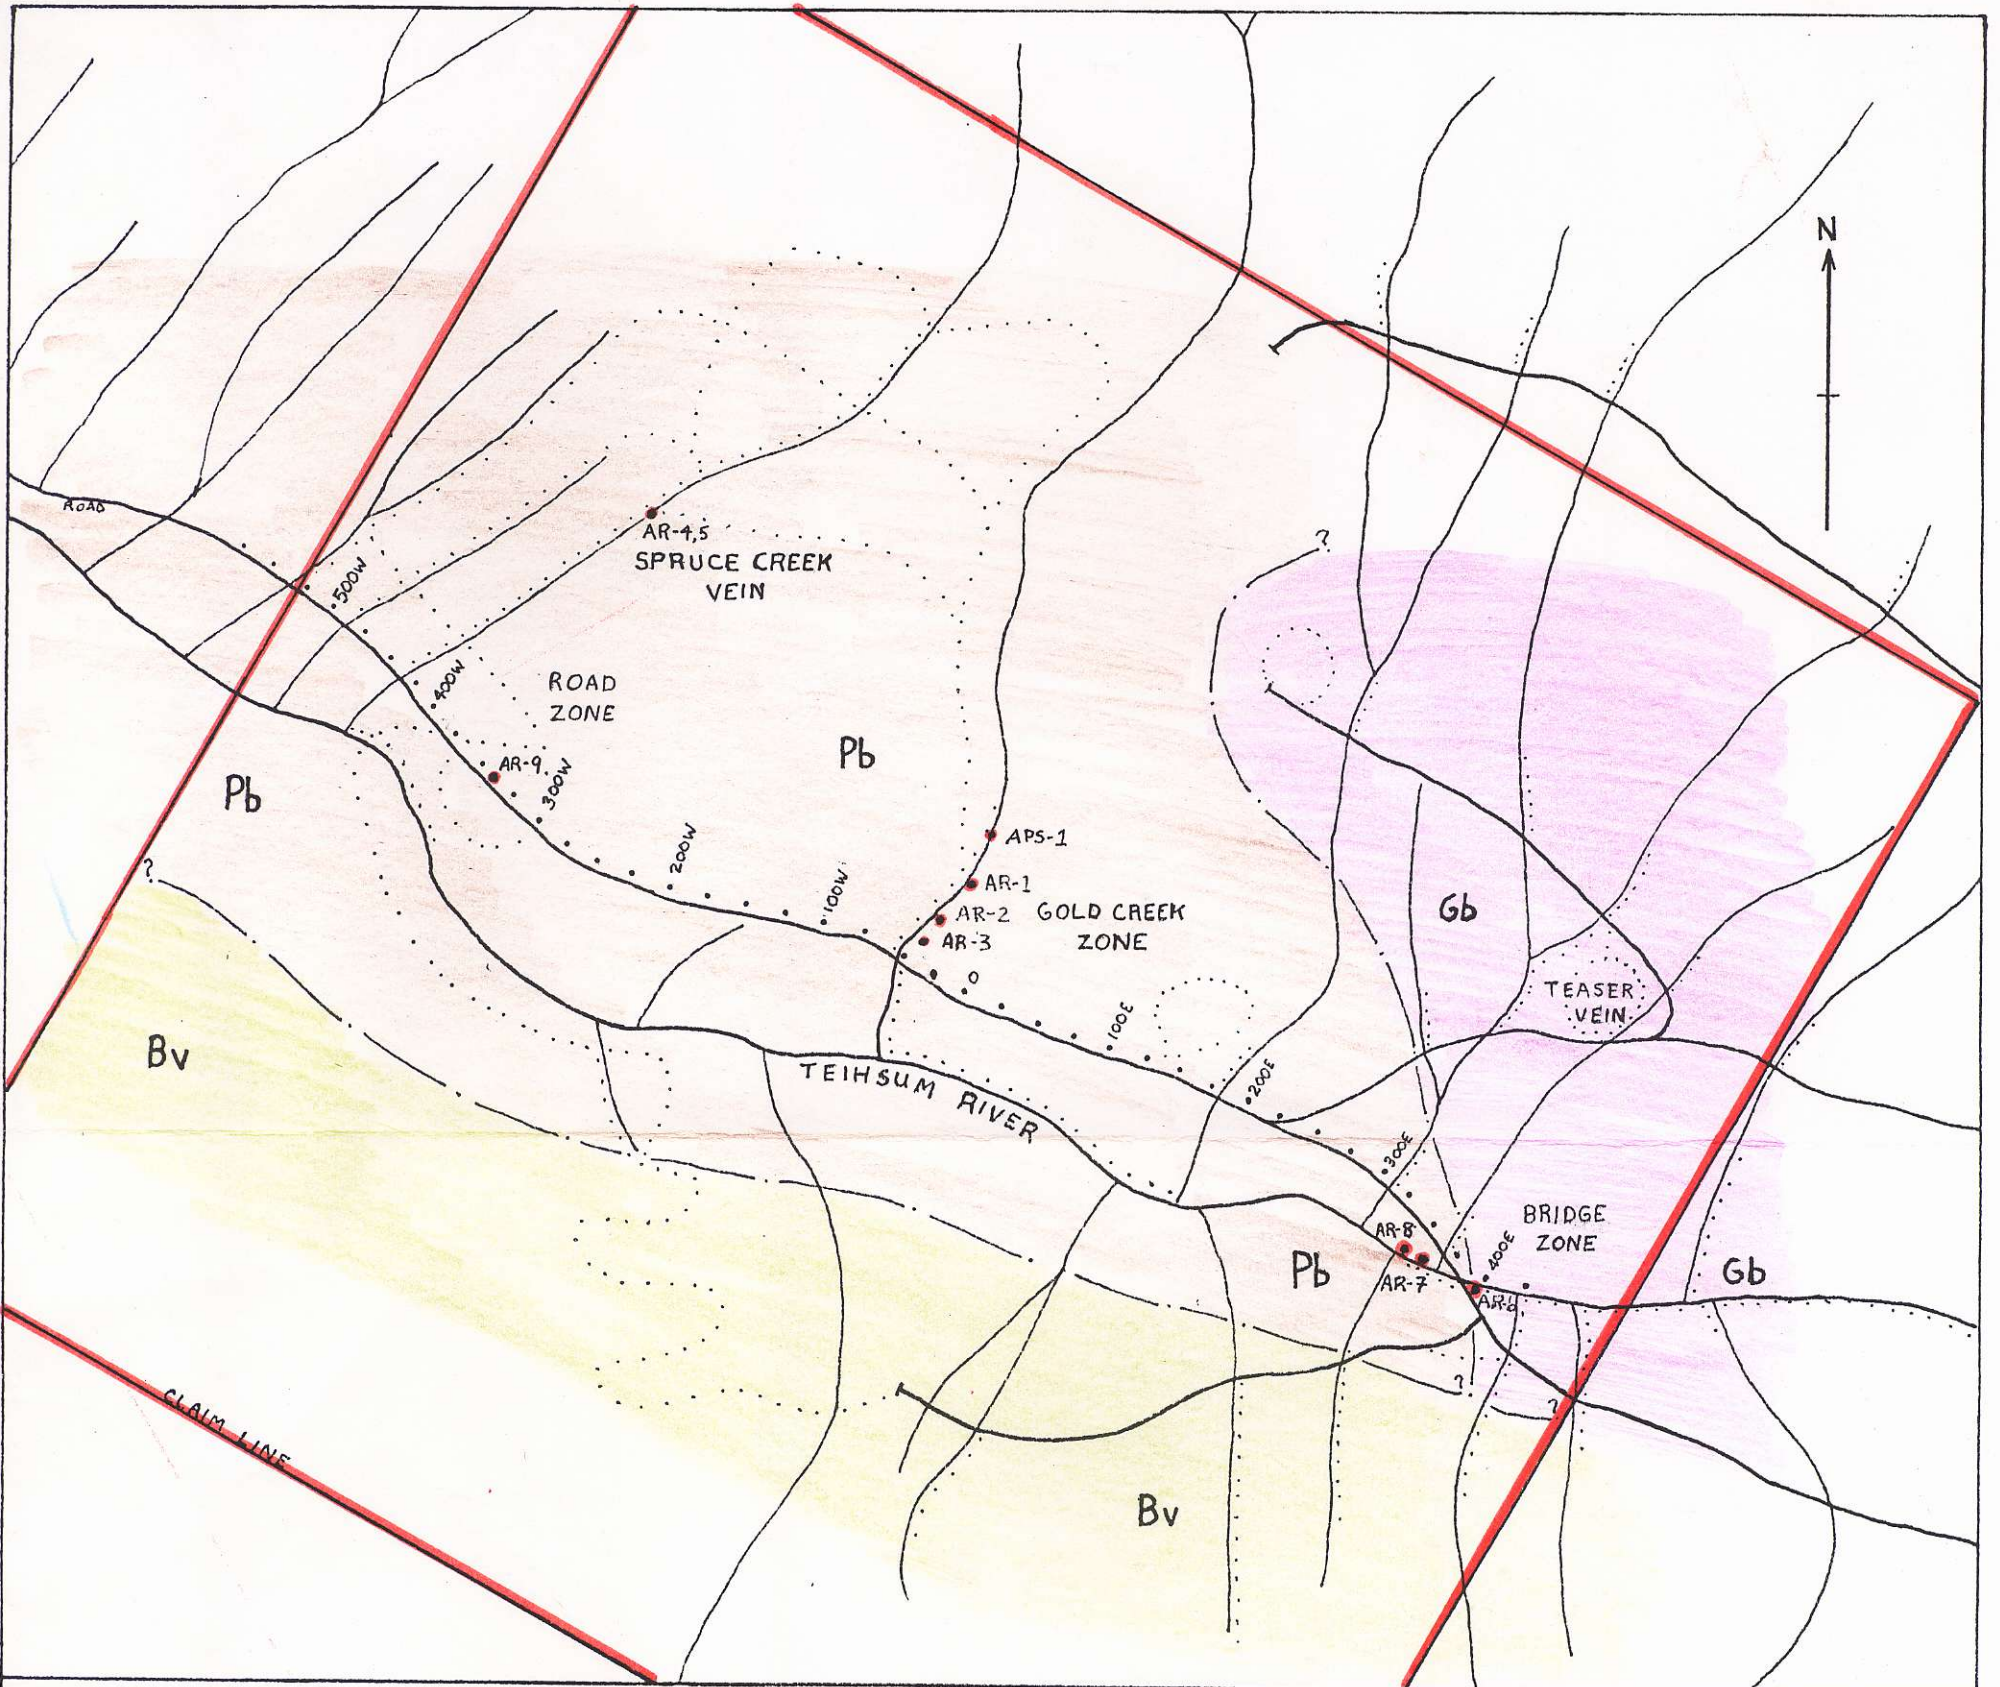 N
ROAD
AR-4,5
SPRUCE CREEK
VEIN
500W
?
400W
ROAD
ZONE
Pb
Pb
AR-9
300W
200W
100W
APS-1
AR-1
AR-2
GOLD CREEK
ZONE
AR-3
O
?
Gb
TEASER
VEIN
Bv
100E
TEIHSUM RIVER
200E
300E
BRIDGE
ZONE
AR-8
400E
Pb
AR-7
AR-6
Gb
?
?
CLAIM LINE
Bv